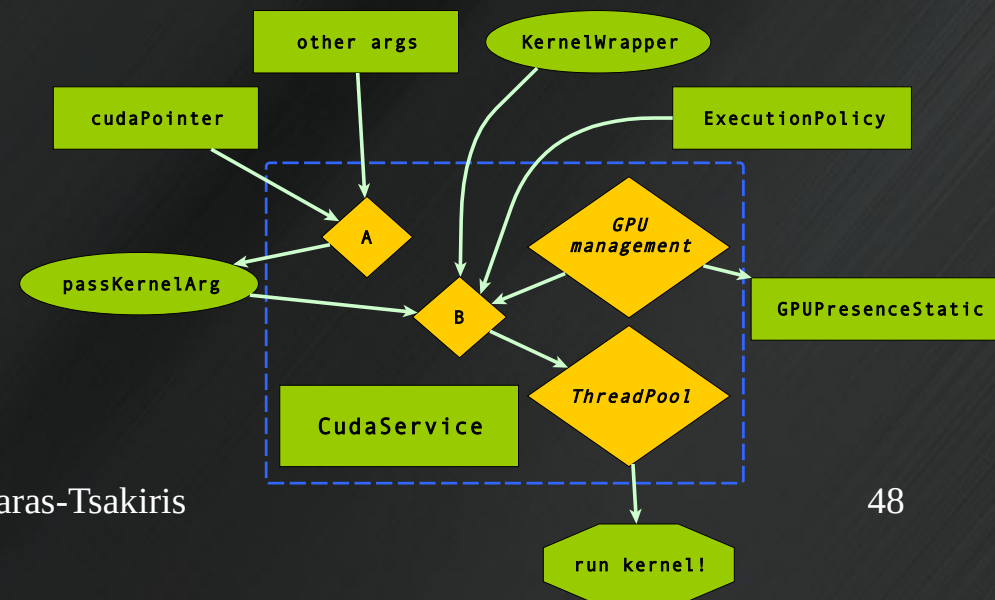 other args
KernelWrapper
cudaPointer
ExecutionPolicy
GPU
management
A
passKernelArg
GPUPresenceStatic
B
ThreadPool
CudaService
aras-Tsakiris
48
run kernel!